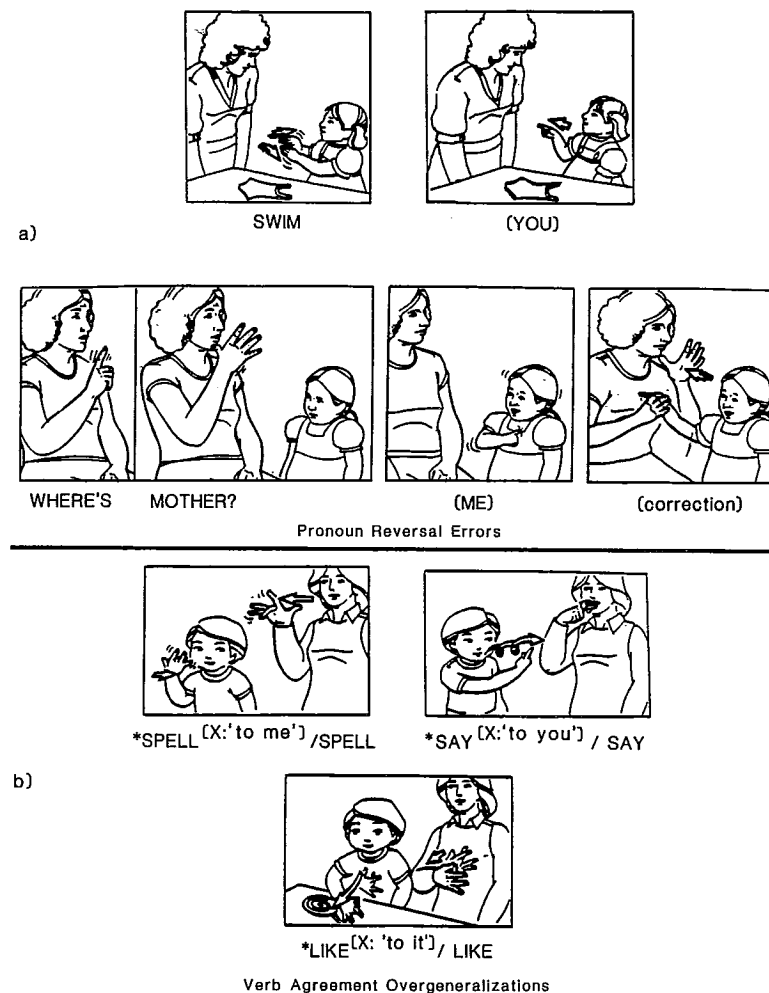 SWIM (YOU)
a)
WHERE'S MOTHER? (ME) (correction)
Pronoun Reversal Errors
*SPELL[X:'to me'] /SPELL *SAY[X:'to you'] / SAY
b)
*LIKE[X: 'to it'] / LIKE
Verb Agreement Overgeneralizations